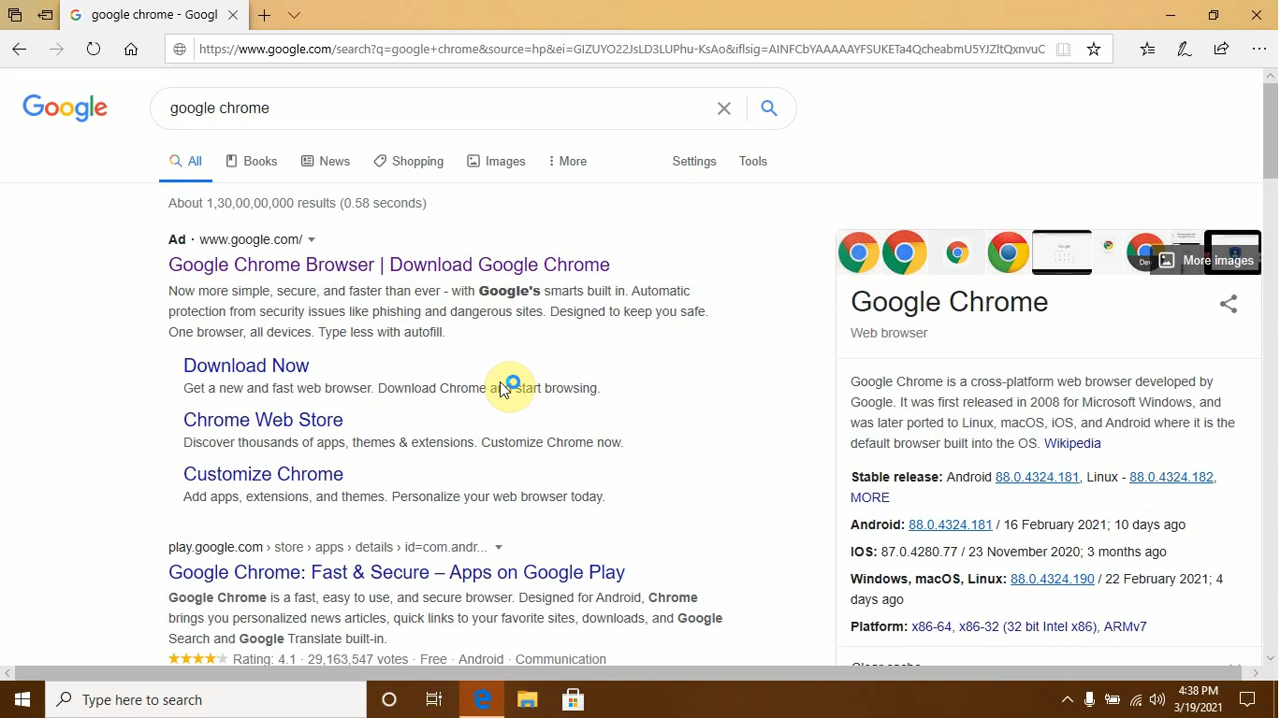 google chrome - Googl
https://www.google.com/search?q=google+chrome&source=hp&ei=GIZUYO22JsLD3LUPhu-KsAo&iflsig=AINFCbYAAAAAYFSUKETa4QcheabmU5YJZltQxnvuC
Google
google chrome
All Books News Shopping Images More Settings Tools
About 1,30,00,00,000 results (0.58 seconds)
Ad · www.google.com/
Google Chrome Browser | Download Google Chrome
Now more simple, secure, and faster than ever - with Google's smarts built in. Automatic
protection from security issues like phishing and dangerous sites. Designed to keep you safe.
One browser, all devices. Type less with autofill.
Download Now
Get a new and fast web browser. Download Chrome and start browsing.
Chrome Web Store
Discover thousands of apps, themes & extensions. Customize Chrome now.
Customize Chrome
Add apps, extensions, and themes. Personalize your web browser today.
play.google.com › store › apps › details › id=com.andr...
Google Chrome: Fast & Secure – Apps on Google Play
Google Chrome is a fast, easy to use, and secure browser. Designed for Android, Chrome
brings you personalized news articles, quick links to your favorite sites, downloads, and Google
Search and Google Translate built-in.
Rating: 4.1 · 29,163,547 votes · Free · Android · Communication
More images
Google Chrome
Web browser
Google Chrome is a cross-platform web browser developed by
Google. It was first released in 2008 for Microsoft Windows, and
was later ported to Linux, macOS, iOS, and Android where it is the
default browser built into the OS. Wikipedia
Stable release: Android 88.0.4324.181, Linux - 88.0.4324.182,
MORE
Android: 88.0.4324.181 / 16 February 2021; 10 days ago
IOS: 87.0.4280.77 / 23 November 2020; 3 months ago
Windows, macOS, Linux: 88.0.4324.190 / 22 February 2021; 4
days ago
Platform: x86-64, x86-32 (32 bit Intel x86), ARMv7
Clear cache
Type here to search
4:38 PM
3/19/2021